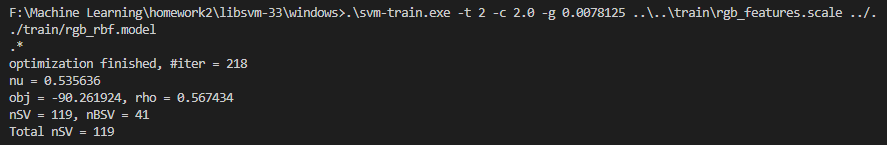 F:\Machine Learning\homework2\libsvm-33\windows>.\svm-train.exe -t 2 -c 2.0 -g 0.0078125 ..\..\train\rgb_features.scale ../.
./train/rgb_rbf.model
.*
optimization finished, #iter = 218
nu = 0.535636
obj = -90.261924, rho = 0.567434
nSV = 119, nBSV = 41
Total nSV = 119